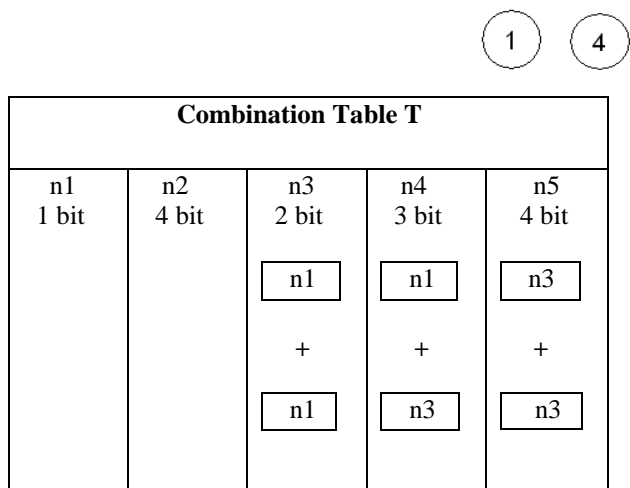 1 4
Combination Table T
n1 n2 n3 n4 n5
1 bit 4 bit 2 bit 3 bit 4 bit
n1 n1 n3
+ + +
n1 n3 n3